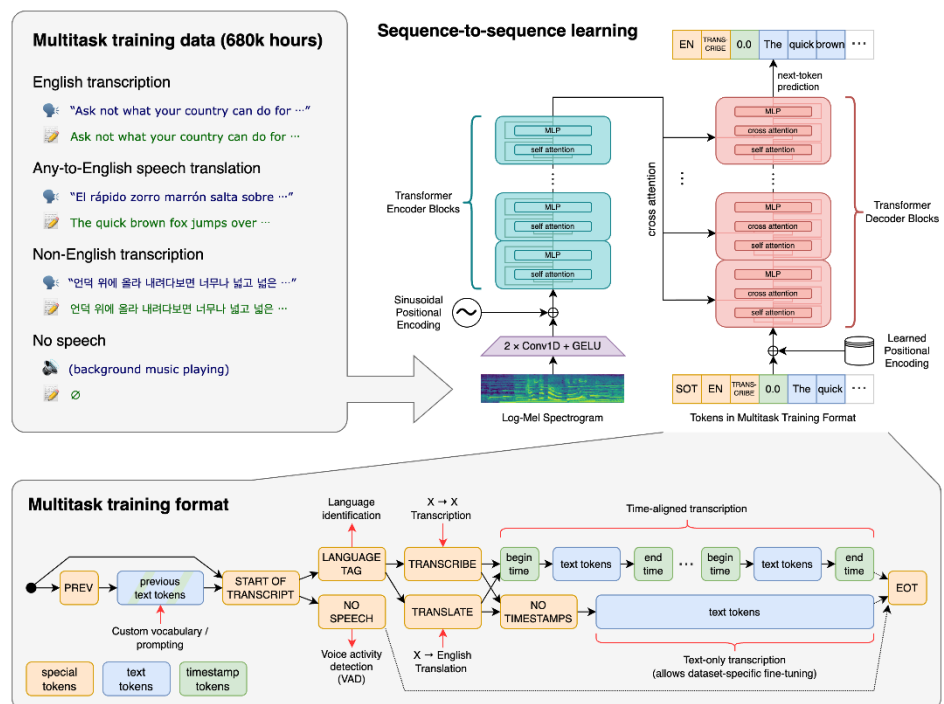 Multitask training data (680k hours)
English transcription
“Ask not what your country can do for ⋯”
Ask not what your country can do for ⋯
Any-to-English speech translation
“El rápido zorro marrón salta sobre ⋯”
The quick brown fox jumps over ⋯
Non-English transcription
“언덕 위에 올라 내려다보면 너무나 넓고 넓은 ⋯”
언덕 위에 올라 내려다보면 너무나 넓고 넓은 ⋯
No speech
(background music playing)
∅
Sequence-to-sequence learning
EN
TRANS-
CRIBE
0.0
The
quick
brown
⋯
next-token
prediction
MLP
self attention
⋯
MLP
self attention
MLP
self attention
Transformer
Encoder Blocks
Sinusoidal
Positional
Encoding
2 × Conv1D + GELU
Log-Mel Spectrogram
cross attention
⋯
MLP
cross attention
self attention
⋯
MLP
cross attention
self attention
MLP
cross attention
self attention
Transformer
Decoder Blocks
Learned
Positional
Encoding
SOT
EN
TRANS-
CRIBE
0.0
The
quick
⋯
Tokens in Multitask Training Format
Multitask training format
Language
identification
X → X
Transcription
Time-aligned transcription
PREV
previous
text tokens
START OF
TRANSCRIPT
LANGUAGE
TAG
NO
SPEECH
TRANSCRIBE
TRANSLATE
begin
time
text tokens
end
time
⋯
begin
time
text tokens
end
time
NO
TIMESTAMPS
text tokens
EOT
Custom vocabulary /
prompting
Voice activity
detection
(VAD)
X → English
Translation
Text-only transcription
(allows dataset-specific fine-tuning)
special
tokens
text
tokens
timestamp
tokens